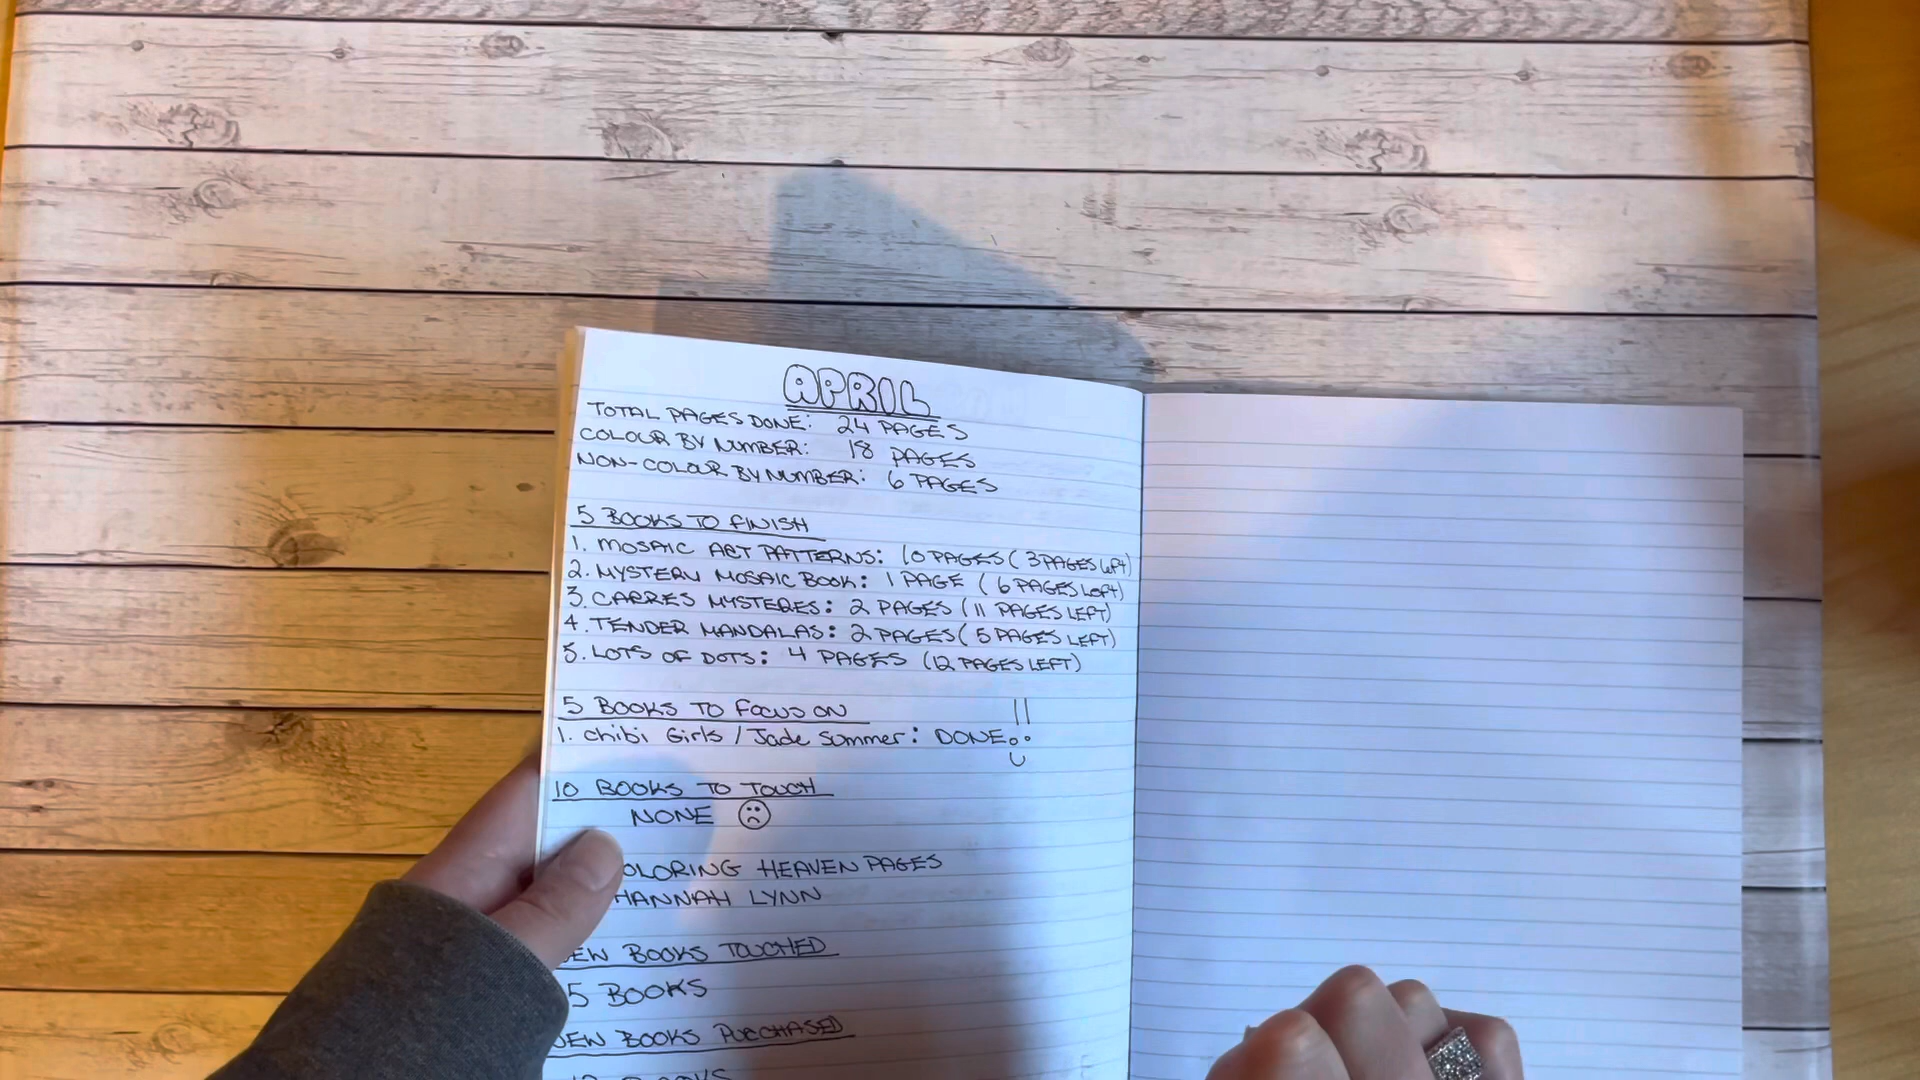 APRIL
TOTAL PAGES DONE: 24 PAGES
COLOUR BY NUMBER: 18 PAGES
NON-COLOUR BY NUMBER: 6 PAGES
5 BOOKS TO FINISH
1. MOSAIC ART PATTERNS: 10 PAGES (3 PAGES Left)
2. MYSTERY MOSAIC BOOK: 1 PAGE (6 PAGES Left)
3. CARRES MYSTERES: 2 PAGES (11 PAGES LEFT)
4. TENDER MANDALAS: 2 PAGES (5 PAGES LEFT)
5. LOTS OF DOTS: 4 PAGES (12 PAGES LEFT)
5 BOOKS TO FOCUS ON
1. Chibi Girls / Jade Summer: DONE!!
10 BOOKS TO TOUCH
NONE
OLORING HEAVEN PAGES
HANNAH LYNN
EW BOOKS TOUCHED
5 BOOKS
EW BOOKS PURCHASED